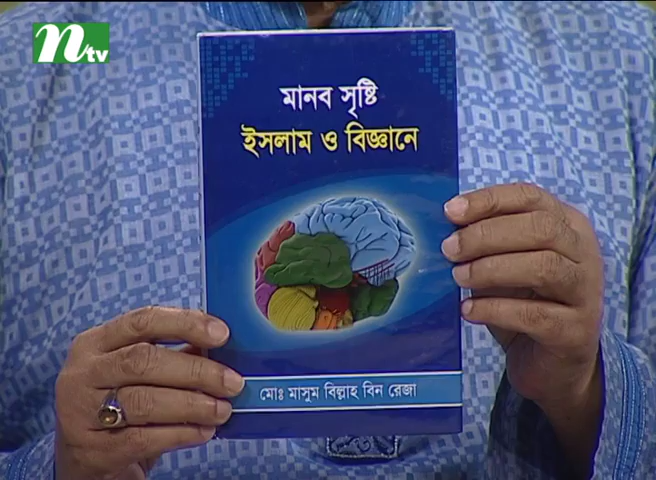 ntv
মানব সৃষ্টি
ইসলাম ও বিজ্ঞানে
মোঃ মাসুম বিল্লাহ বিন রেজা